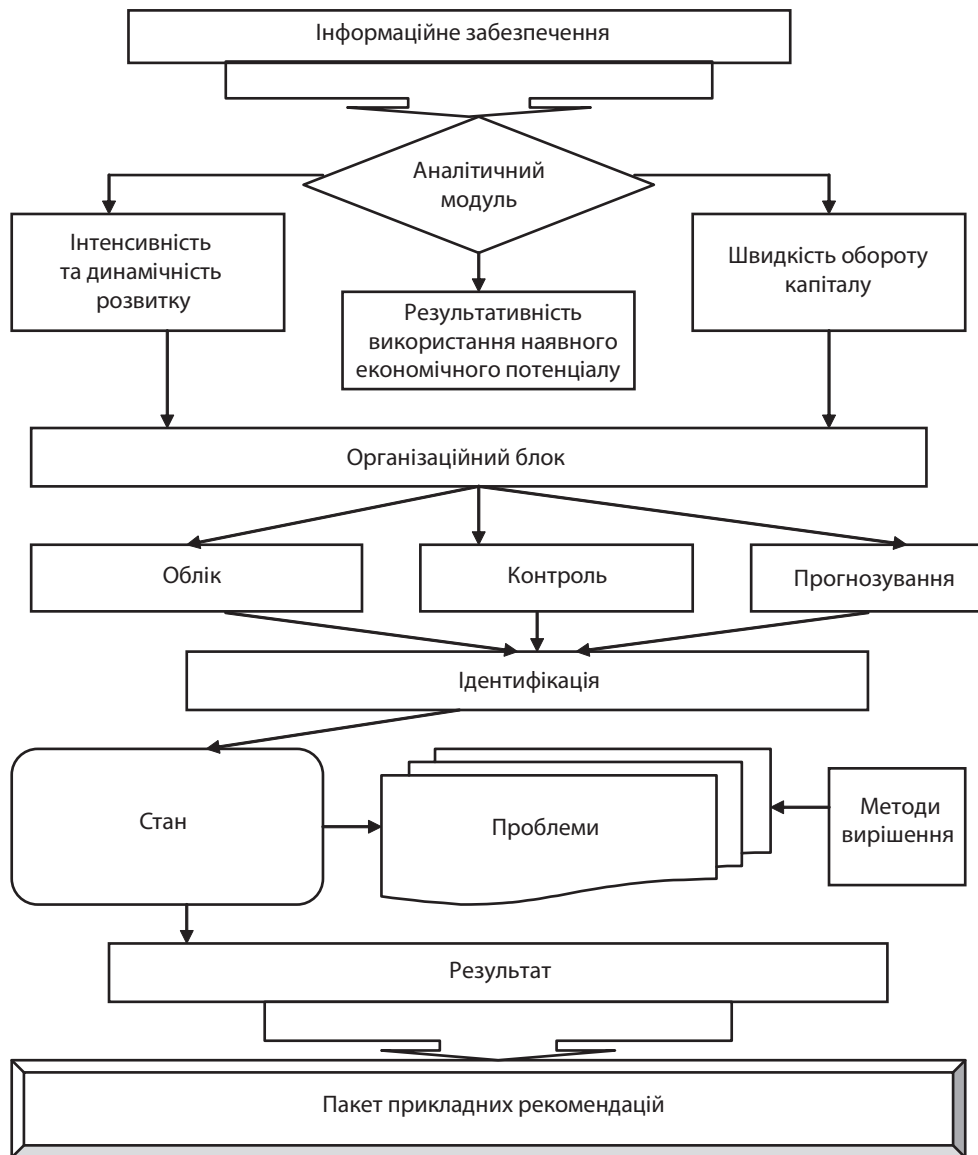 Інформаційне забезпечення
Аналітичний
модуль
Інтенсивність
та динамічність
розвитку
Результативність
використання наявного
економічного потенціалу
Швидкість обороту
капіталу
Організаційний блок
Облік
Контроль
Прогнозування
Ідентифікація
Стан
Проблеми
Методи
вирішення
Результат
Пакет прикладних рекомендацій